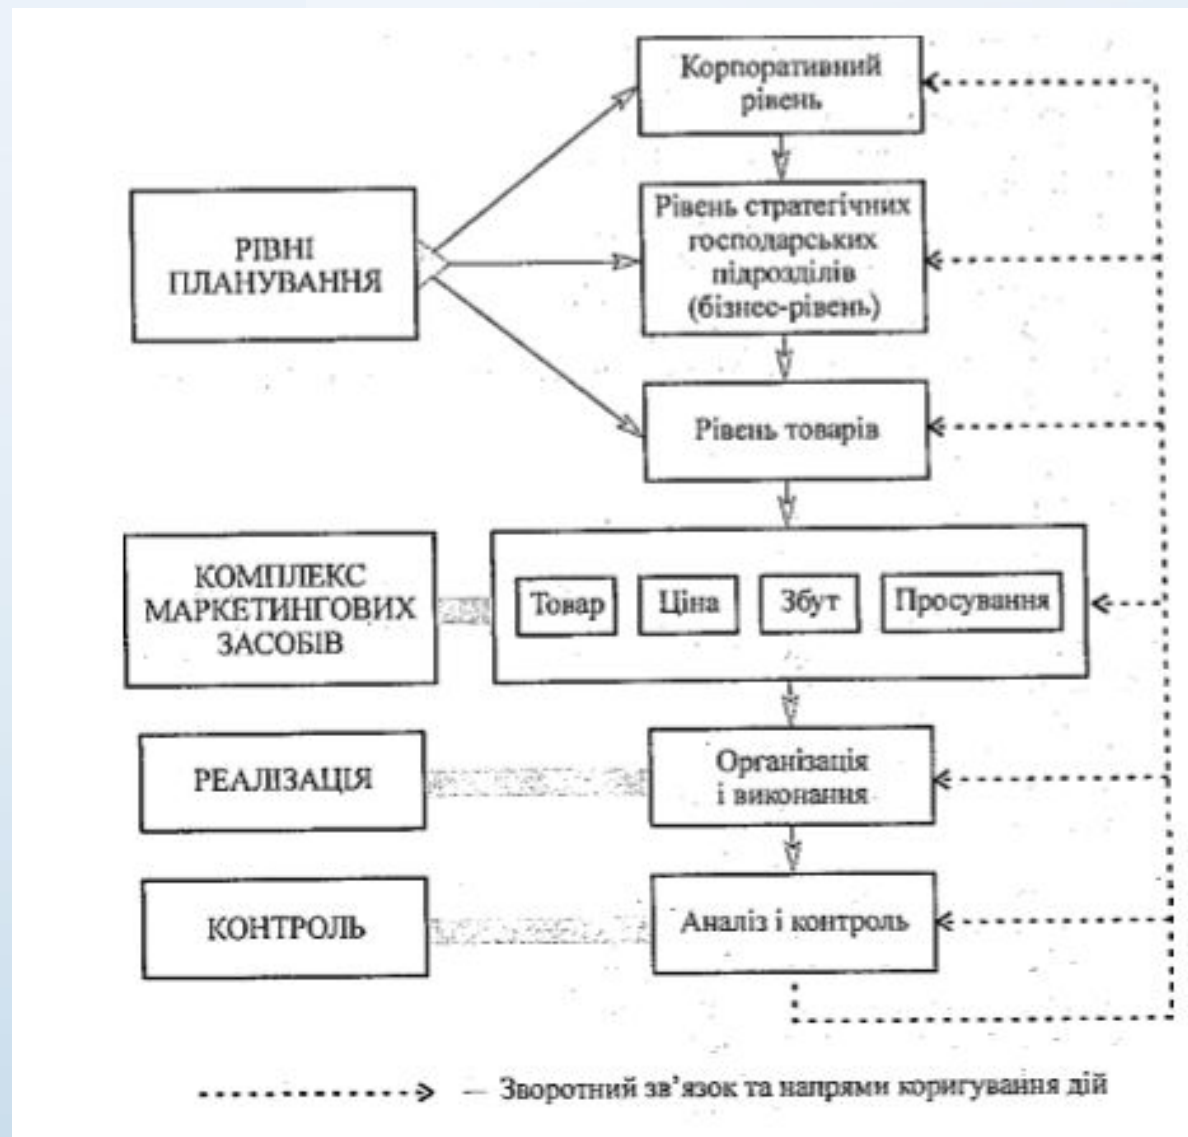 Корпоративний
рівень
РІВНІ
ПЛАНУВАННЯ
Рівень стратегічних
господарських
підрозділів
(бізнес-рівень)
Рівень товарів
КОМПЛЕКС
МАРКЕТИНГОВИХ
ЗАСОБІВ
Товар
Ціна
Збут
Просування
РЕАЛІЗАЦІЯ
Організація
і виконання
КОНТРОЛЬ
Аналіз і контроль
— Зворотний зв’язок та напрями коригування дій